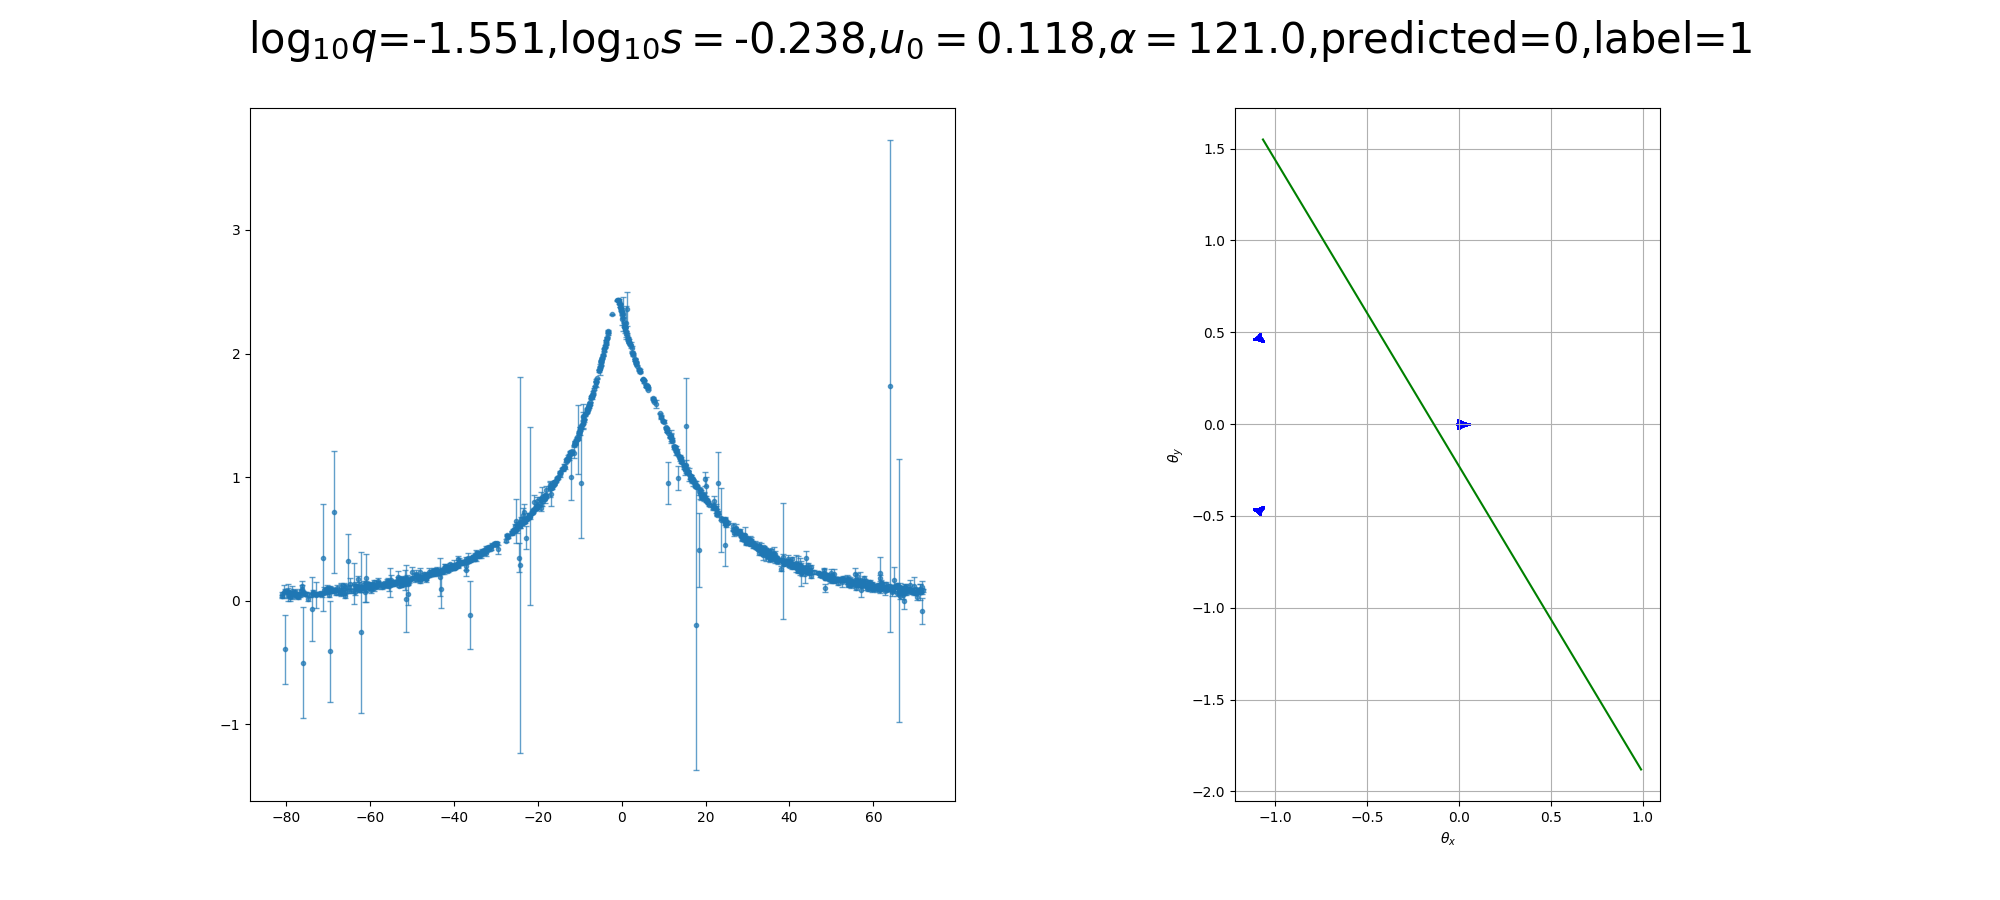 log₁₀q=-1.551,log₁₀s = -0.238,u₀ = 0.118,α = 121.0,predicted=0,label=1
3
2
1
0
−1
−80 −60 −40 −20 0 20 40 60
1.5
1.0
0.5
0.0
−0.5
−1.0
−1.5
−2.0
θy
−1.0 −0.5 0.0 0.5 1.0
θx